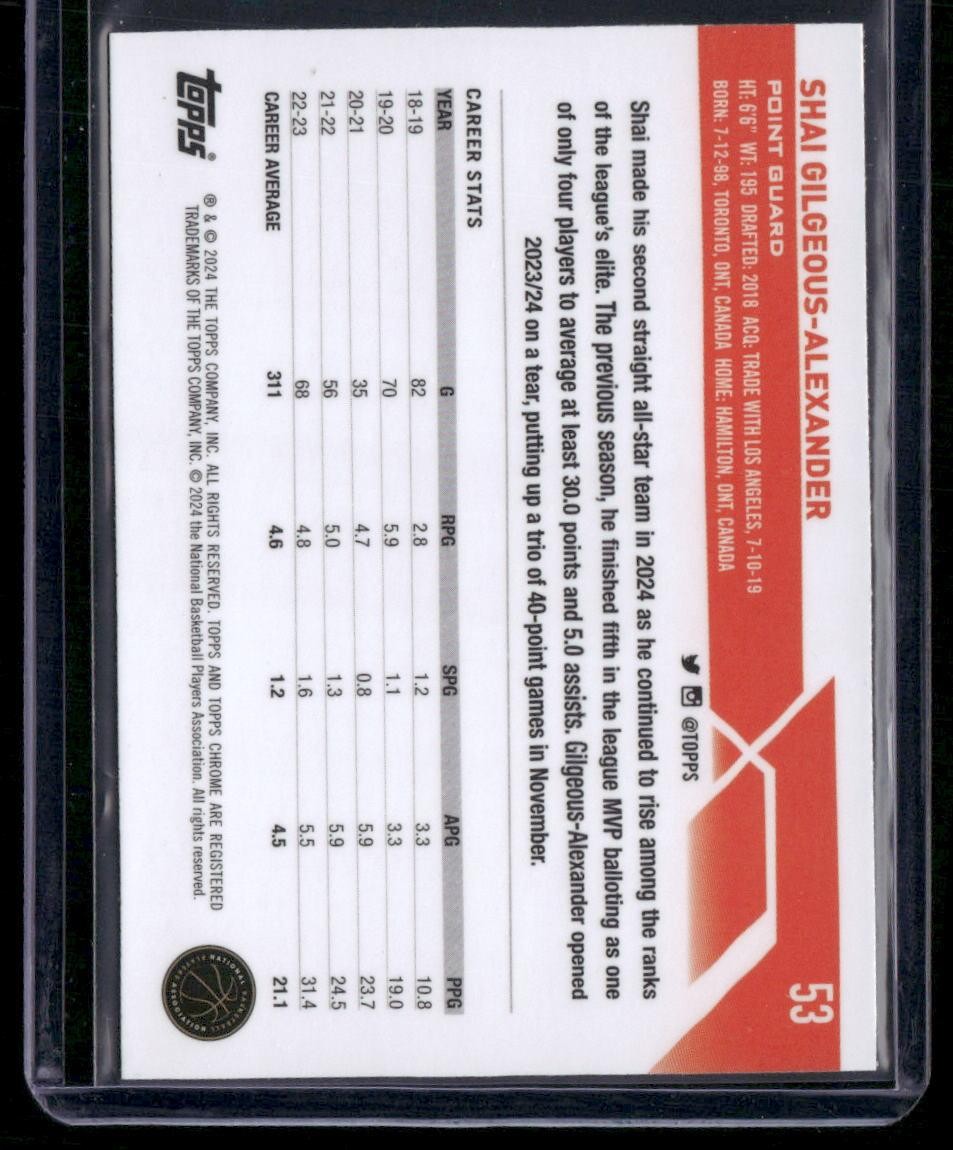 SHAI GILGEOUS-ALEXANDER
53
POINT GUARD
HT: 6'6" WT: 195 DRAFTED: 2018 ACQ: TRADE WITH LOS ANGELES, 7-10-19
BORN: 7-12-98, TORONTO, ONT, CANADA HOME: HAMILTON, ONT, CANADA
@TOPPS
Shai made his second straight all-star team in 2024 as he continued to rise among the ranks
of the league's elite. The previous season, he finished fifth in the league MVP balloting as one
of only four players to average at least 30.0 points and 5.0 assists. Gilgeous-Alexander opened
2023/24 on a tear, putting up a trio of 40-point games in November.
CAREER STATS
YEAR G RPG SPG APG PPG
18-19 82 2.8 1.2 3.3 10.8
19-20 70 5.9 1.1 3.3 19.0
20-21 35 4.7 0.8 5.9 23.7
21-22 56 5.0 1.3 5.9 24.5
22-23 68 4.8 1.6 5.5 31.4
CAREER AVERAGE 311 4.6 1.2 4.5 21.1
topps®
® & © 2024 THE TOPPS COMPANY, INC. ALL RIGHTS RESERVED. TOPPS AND TOPPS CHROME ARE REGISTERED
TRADEMARKS OF THE TOPPS COMPANY, INC. © 2024 the National Basketball Players Association. All rights reserved.
NATIONAL BASKETBALL
PLAYERS ASSOCIATION